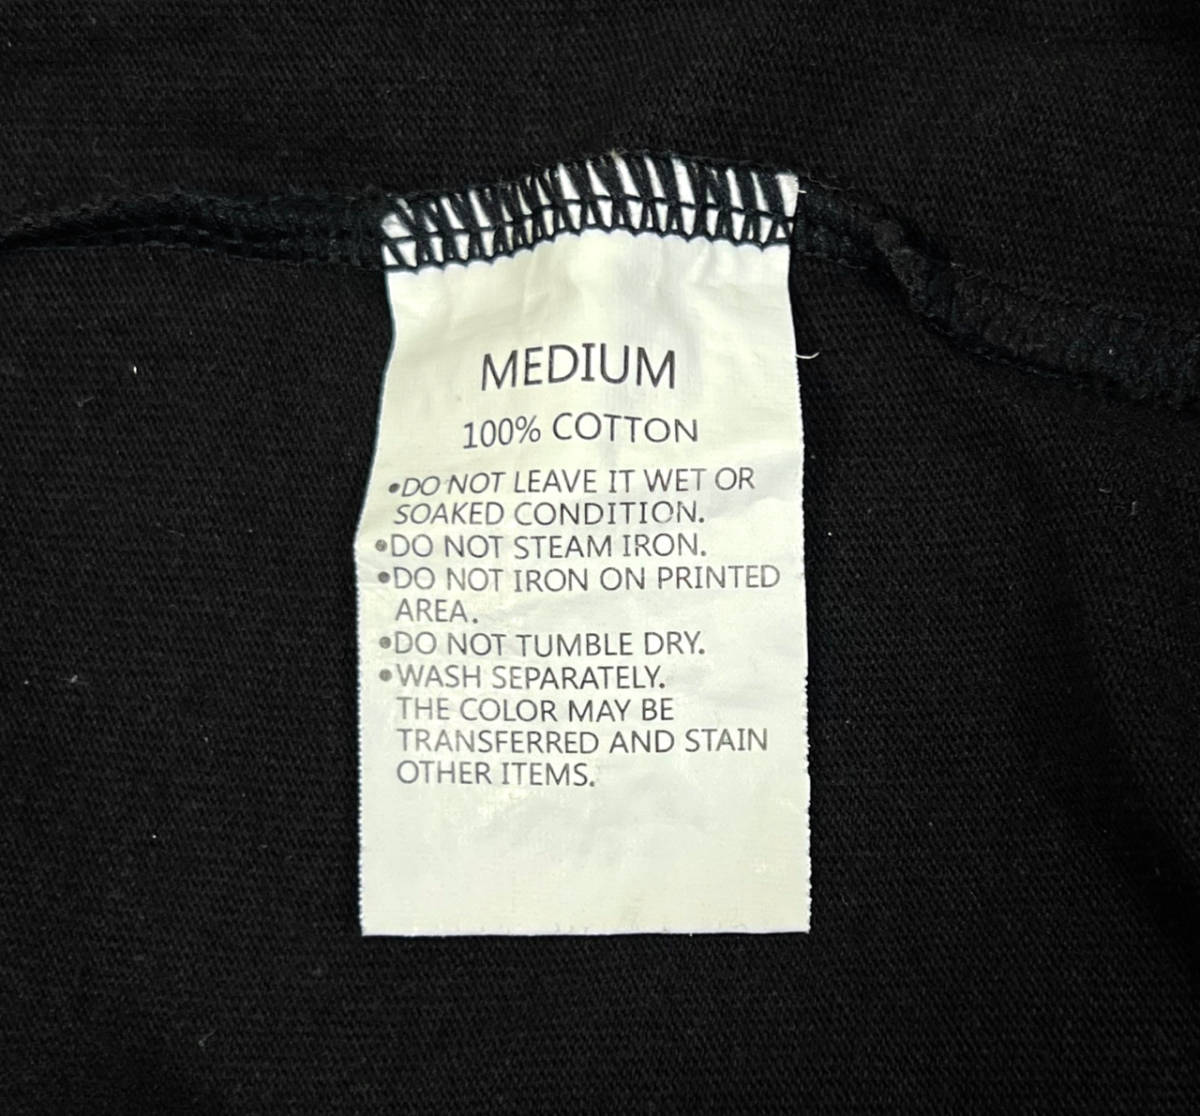 MEDIUM
100% COTTON
•DO NOT LEAVE IT WET OR
SOAKED CONDITION.
•DO NOT STEAM IRON.
•DO NOT IRON ON PRINTED
AREA.
•DO NOT TUMBLE DRY.
•WASH SEPARATELY.
THE COLOR MAY BE
TRANSFERRED AND STAIN
OTHER ITEMS.